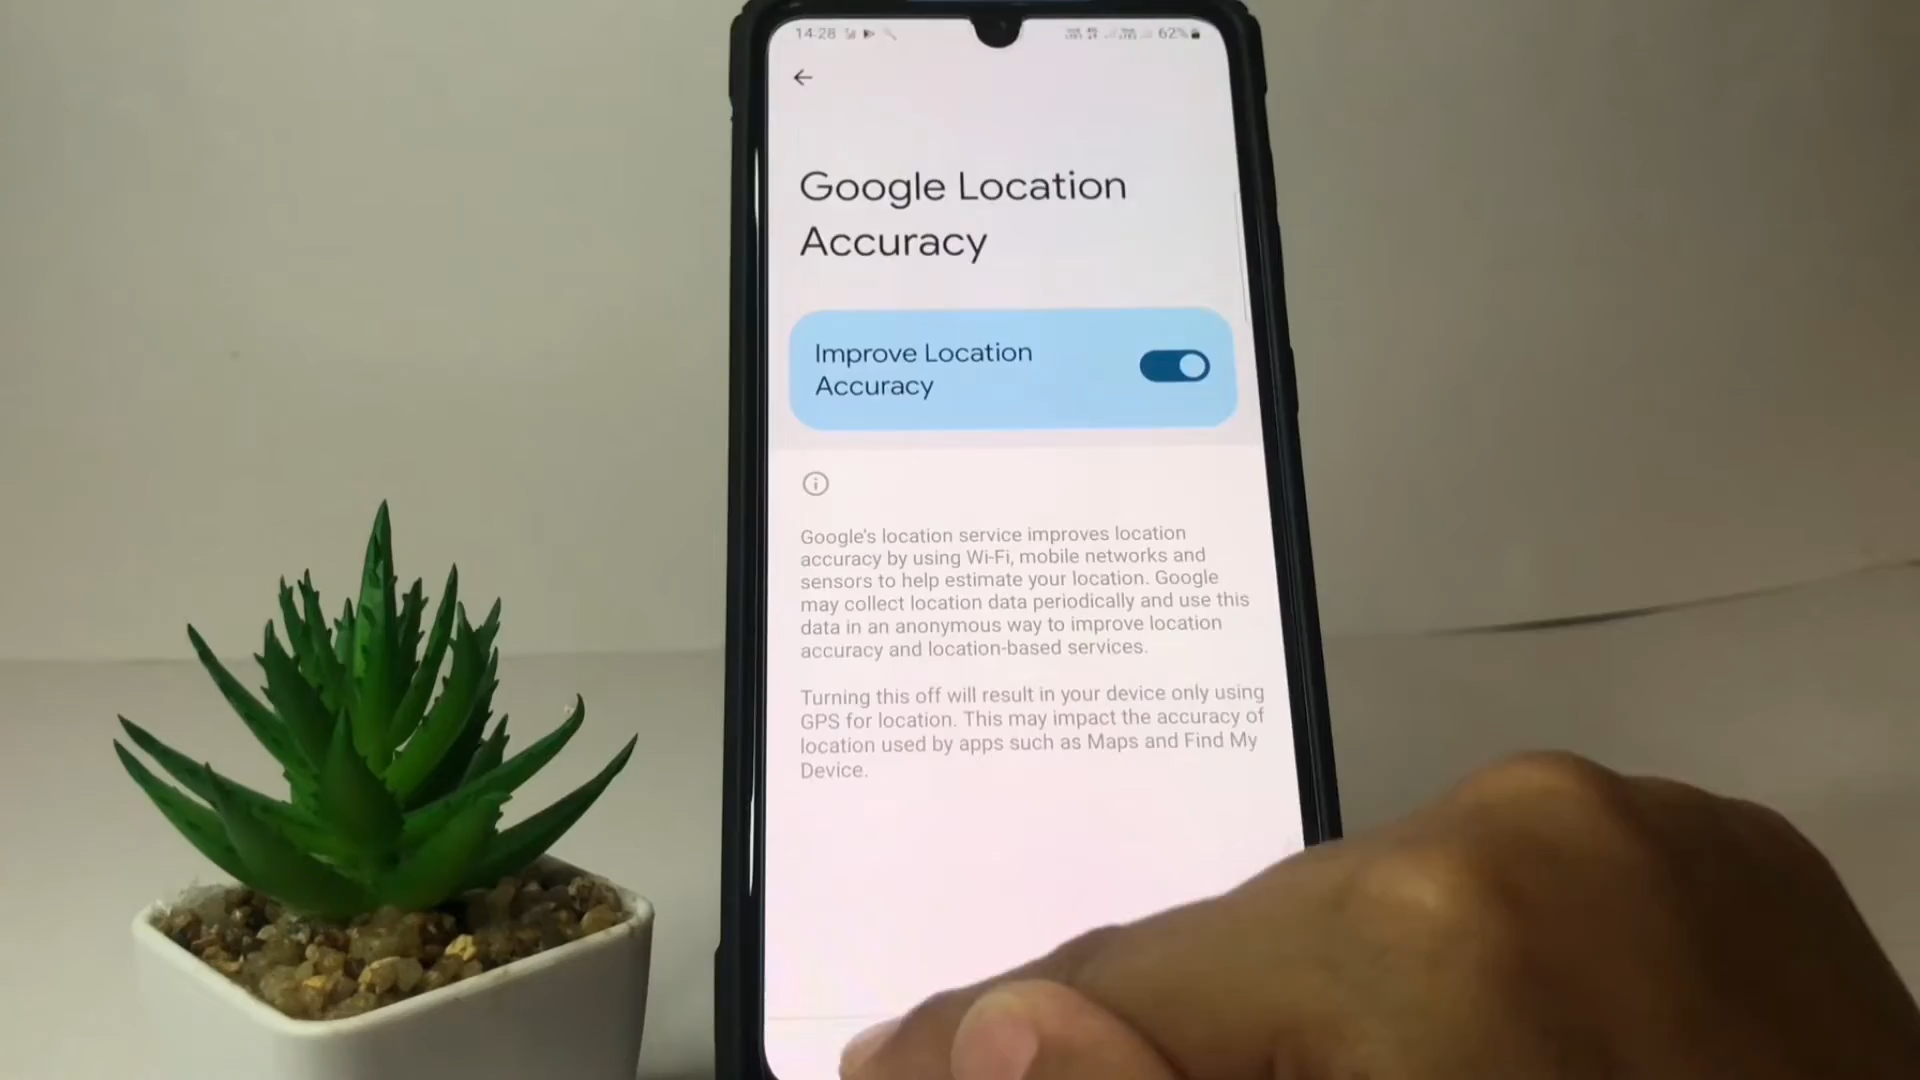 14:28 62%
Google Location
Accuracy
Improve Location
Accuracy
Google's location service improves location
accuracy by using Wi-Fi, mobile networks and
sensors to help estimate your location. Google
may collect location data periodically and use this
data in an anonymous way to improve location
accuracy and location-based services.
Turning this off will result in your device only using
GPS for location. This may impact the accuracy of
location used by apps such as Maps and Find My
Device.